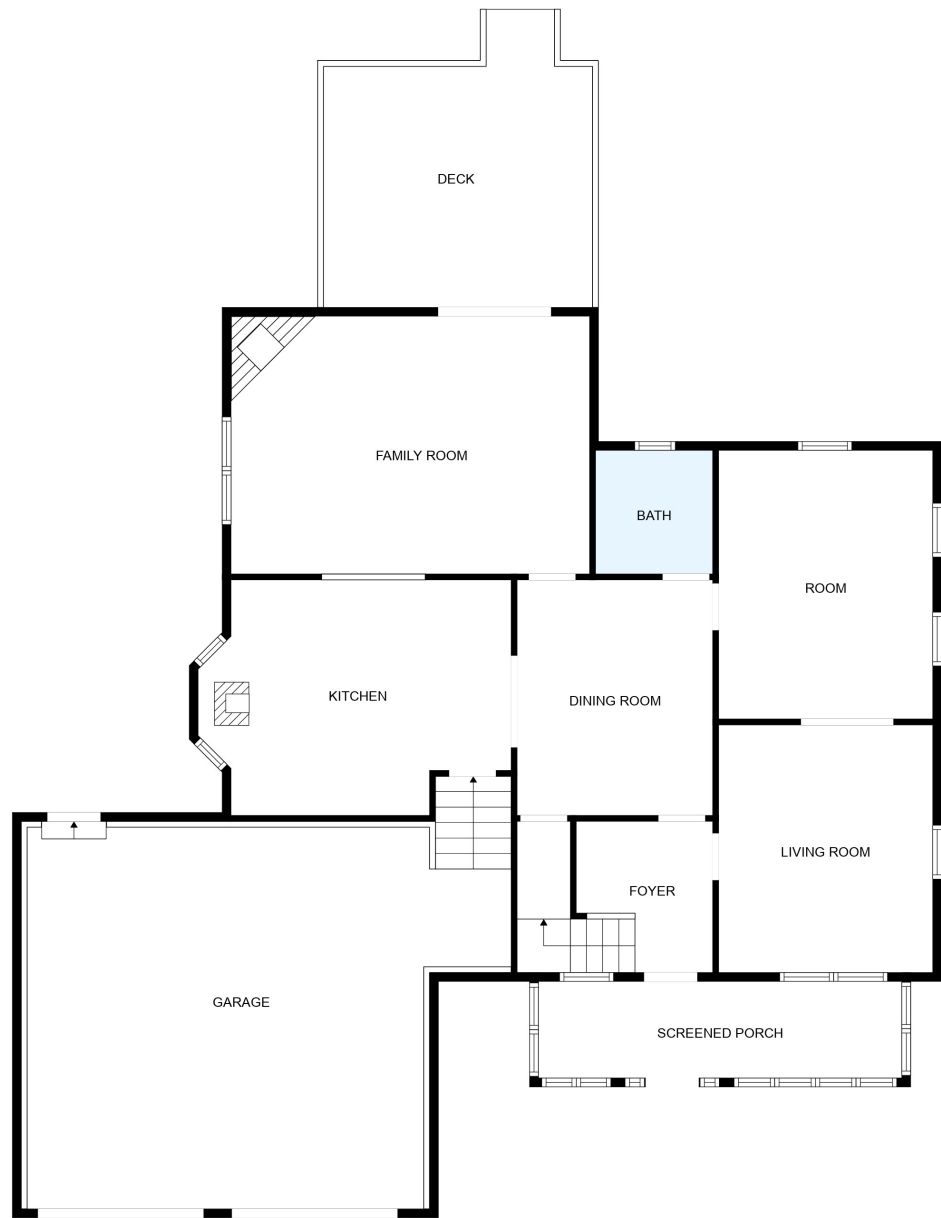 DECK
FAMILY ROOM
BATH
ROOM
KITCHEN
DINING ROOM
LIVING ROOM
FOYER
GARAGE
SCREENED PORCH